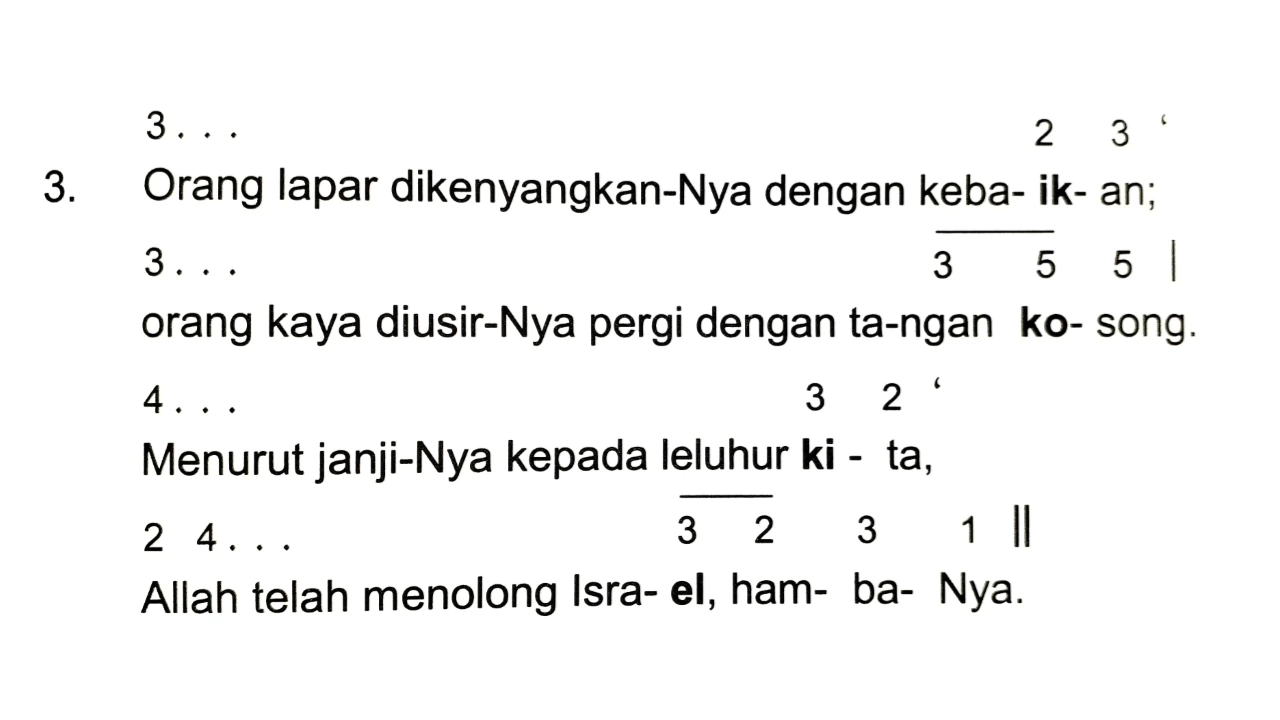 3 . . . 2 3 ‘
3. Orang lapar dikenyangkan-Nya dengan keba- ik- an;
3 . . . 3 5 5 |
orang kaya diusir-Nya pergi dengan ta-ngan ko- song.
4 . . . 3 2 ‘
Menurut janji-Nya kepada leluhur ki - ta,
2 4 . . . 3 2 3 1 ||
Allah telah menolong Isra- el, ham- ba- Nya.